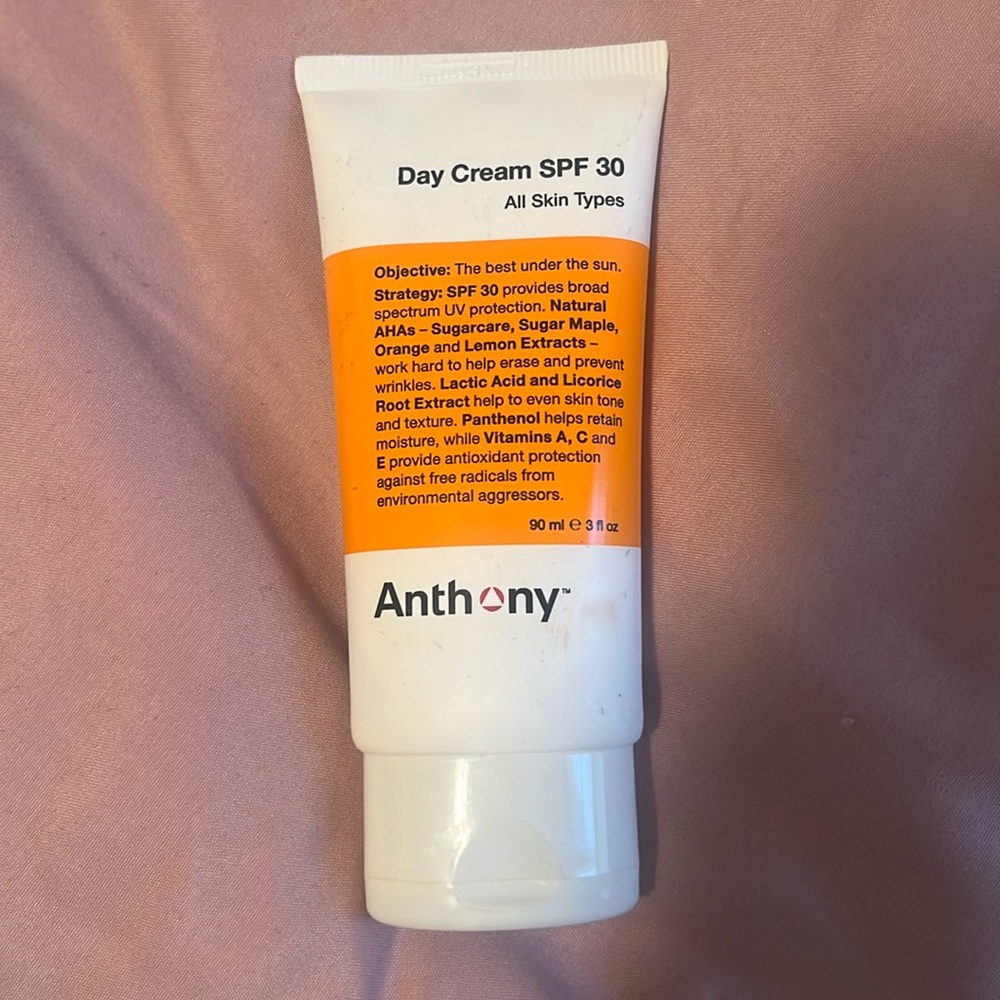 Day Cream SPF 30
All Skin Types
Objective: The best under the sun.
Strategy: SPF 30 provides broad
spectrum UV protection. Natural
AHAs – Sugarcare, Sugar Maple,
Orange and Lemon Extracts –
work hard to help erase and prevent
wrinkles. Lactic Acid and Licorice
Root Extract help to even skin tone
and texture. Panthenol helps retain
moisture, while Vitamins A, C and
E provide antioxidant protection
against free radicals from
environmental aggressors.
90 ml ℮ 3 fl oz
Anthony™